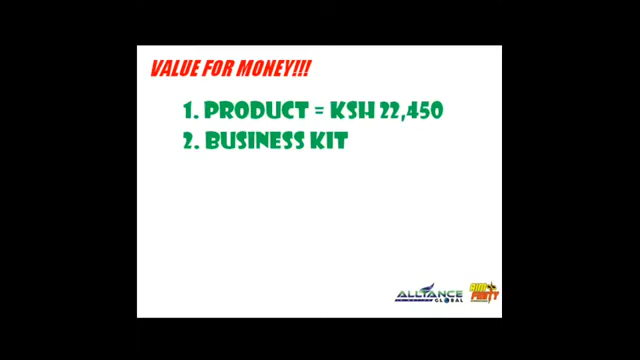 VALUE FOR MONEY!!!
1. PRODUCT = KSH 22,450
2. BUSINESS KIT
ALLIANCE
GLOBAL